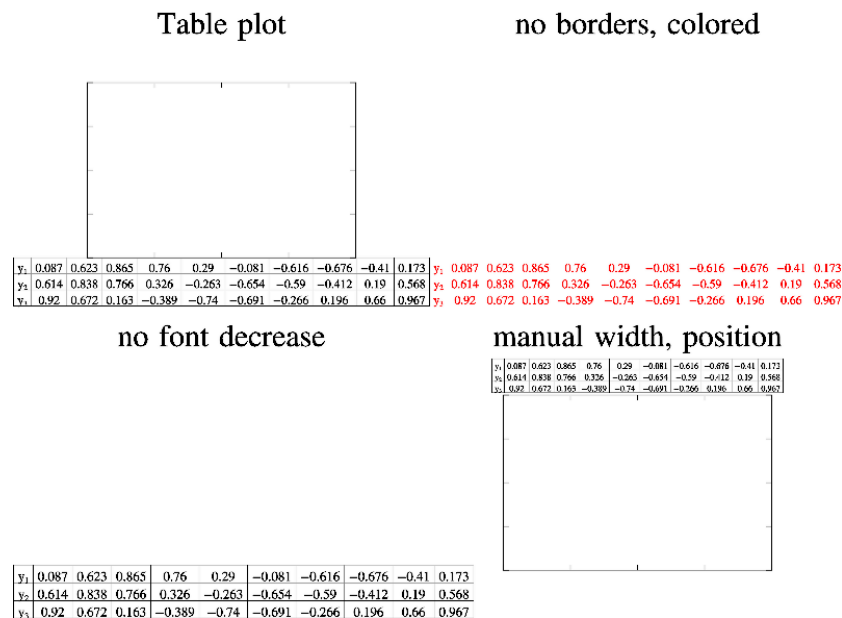 Table plot
no borders, colored
y₁ 0.087 0.623 0.865 0.76 0.29 −0.081 −0.616 −0.676 −0.41 0.173
y₂ 0.614 0.838 0.766 0.326 −0.263 −0.654 −0.59 −0.412 0.19 0.568
y₃ 0.92 0.672 0.163 −0.389 −0.74 −0.691 −0.266 0.196 0.66 0.967
y₁ 0.087 0.623 0.865 0.76 0.29 −0.081 −0.616 −0.676 −0.41 0.173
y₂ 0.614 0.838 0.766 0.326 −0.263 −0.654 −0.59 −0.412 0.19 0.568
y₃ 0.92 0.672 0.163 −0.389 −0.74 −0.691 −0.266 0.196 0.66 0.967
no font decrease
manual width, position
y₁ 0.087 0.623 0.865 0.76 0.29 −0.081 −0.616 −0.676 −0.41 0.173
y₂ 0.614 0.838 0.766 0.326 −0.263 −0.654 −0.59 −0.412 0.19 0.568
y₃ 0.92 0.672 0.163 −0.389 −0.74 −0.691 −0.266 0.196 0.66 0.967
y₁ 0.087 0.623 0.865 0.76 0.29 −0.081 −0.616 −0.676 −0.41 0.173
y₂ 0.614 0.838 0.766 0.326 −0.263 −0.654 −0.59 −0.412 0.19 0.568
y₃ 0.92 0.672 0.163 −0.389 −0.74 −0.691 −0.266 0.196 0.66 0.967